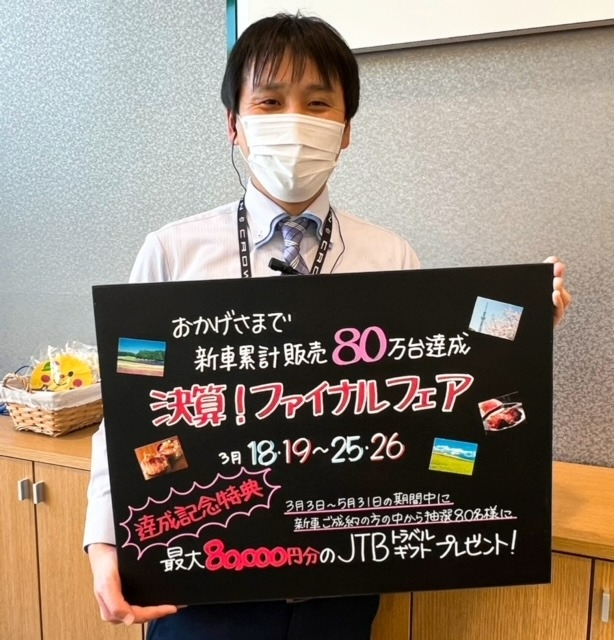 CROW
おかげさまで
新車累計販売80万台達成
決算！ファイナルフェア
3月 18・19～25・26
達成記念特典
3月3日～5月31日の期間中に
新車ご成約の方の中から抽選80名様に
最大80,000円分のJTBトラベルギフトプレゼント！